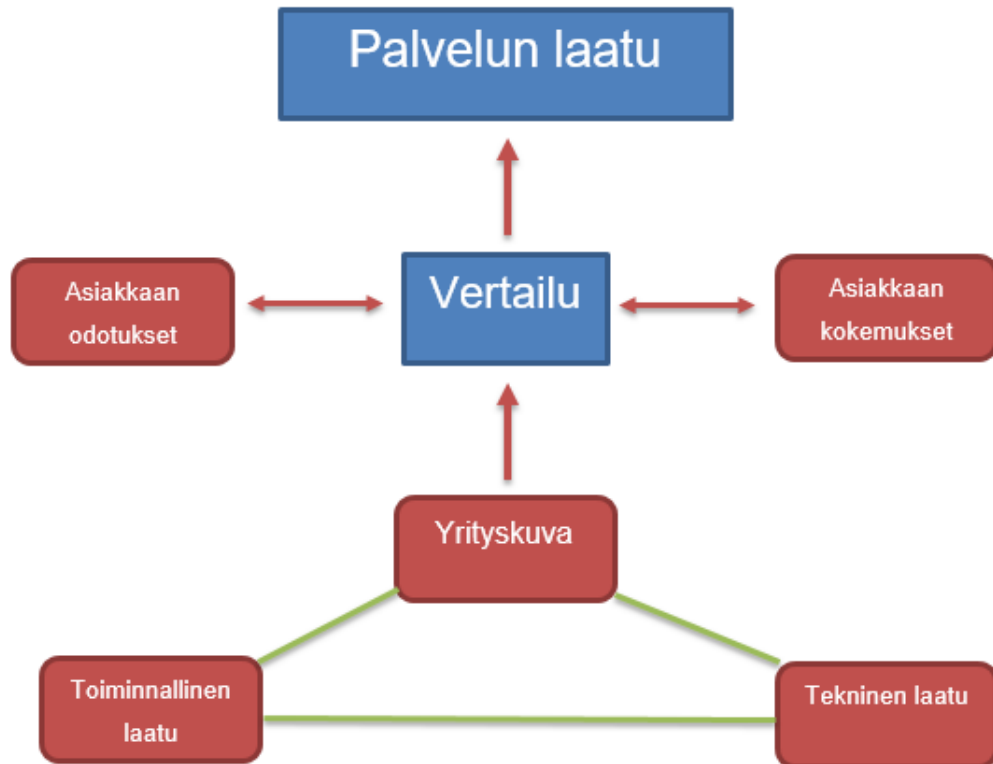 Palvelun laatu
Asiakkaan
odotukset
Vertailu
Asiakkaan
kokemukset
Yrityskuva
Toiminnallinen
laatu
Tekninen laatu